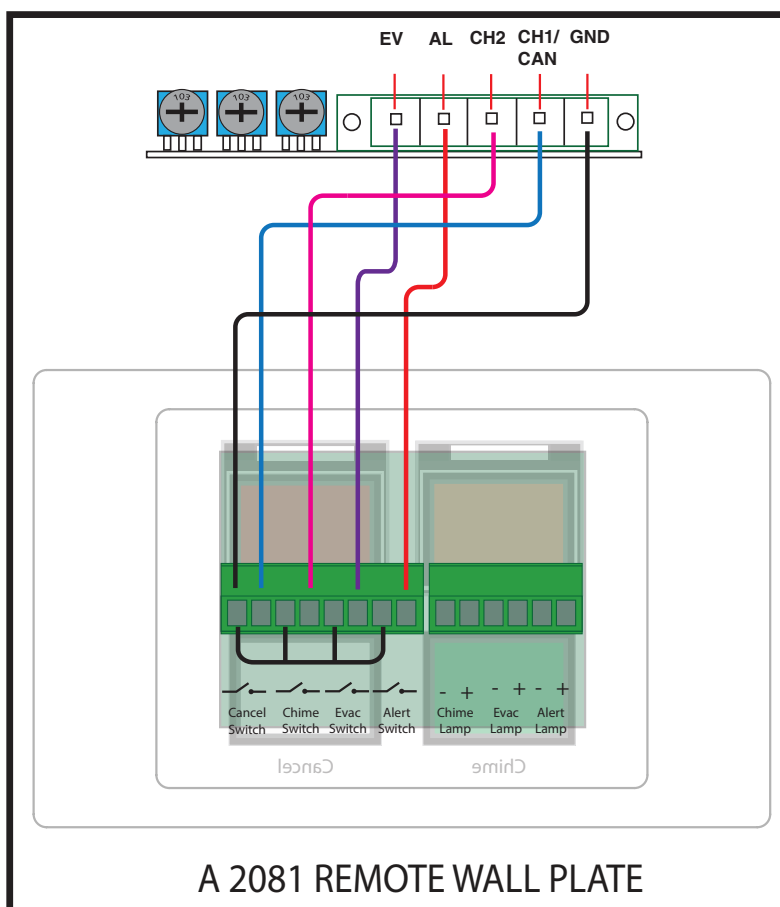 EV AL CH2 CH1/ GND
CAN
103 103 103
- + - + - +
Cancel Chime Evac Alert Chime Evac Alert
Switch Switch Switch Switch Lamp Lamp Lamp
Cancel Chime
A 2081 REMOTE WALL PLATE